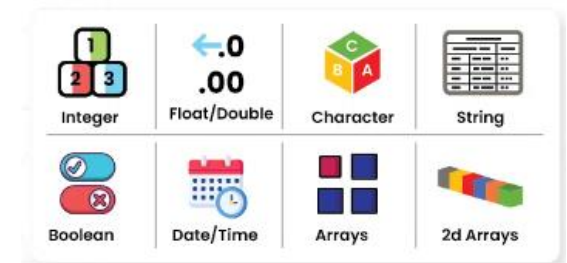 1
2 3
Integer
.0
.00
Float/Double
C
B A
Character
String
Boolean
Date/Time
Arrays
2d Arrays